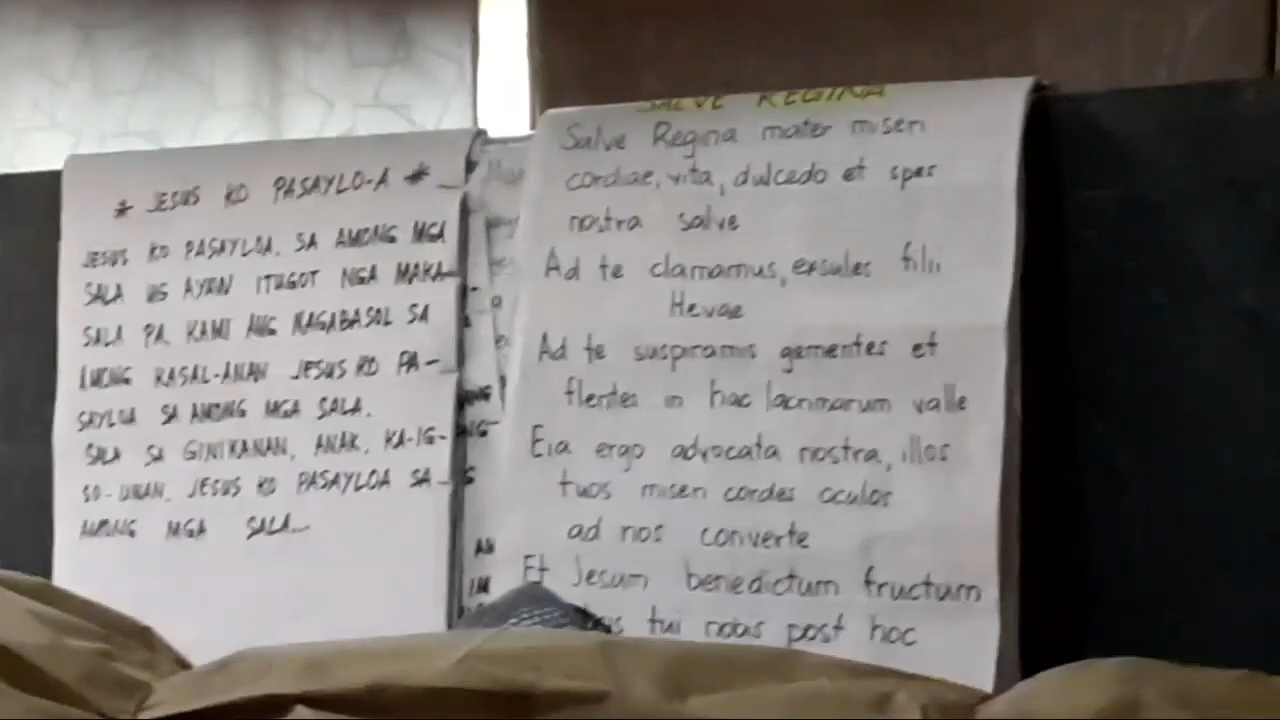 * JESUS KO PASAYLO-A *
JESUS KO PASAYLOA. SA AMONG MGA
SALA UG AYAW ITUGOT NGA MAKA-
SALA PA. KAMI ANG NAGABASOL SA
AMONG KASAL-ANAN JESUS KO PA-
SAYLOA SA AMONG MGA SALA.
SALA SA GINIKANAN, ANAK, KA-IG-
SO-UNAN. JESUS KO PASAYLOA SA
AMONG MGA SALA...
SALVE REGINA
Salve Regina mater miseri
cordiae, vita, dulcedo et spes
nostra salve
Ad te clamamus, exsules filii
Hevae
Ad te suspiramis gementes et
flentes in hac lacrimarum valle
Eia ergo advocata nostra, illos
tuos miseri cordes oculos
ad nos converte
Et Jesum benedictum fructum
tui nobis post hoc